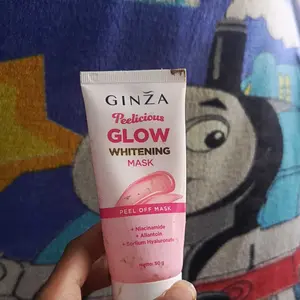 GINZA
Peelicious
GLOW
WHITENING
MASK
PEEL OFF MASK
+ Niacinamide
+ Allantoin
+ Sodium Hyaluronate